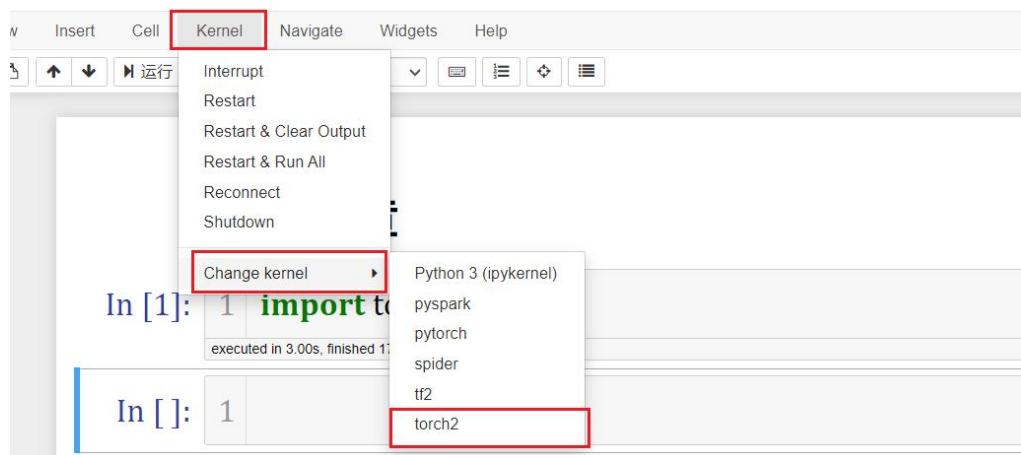 Insert Cell Kernel Navigate Widgets Help
运行
Interrupt
Restart
Restart & Clear Output
Restart & Run All
Reconnect
Shutdown
Change kernel
Python 3 (ipykernel)
pyspark
pytorch
spider
tf2
torch2
In [1]: 1 import to
executed in 3.00s, finished 17
In [ ]: 1